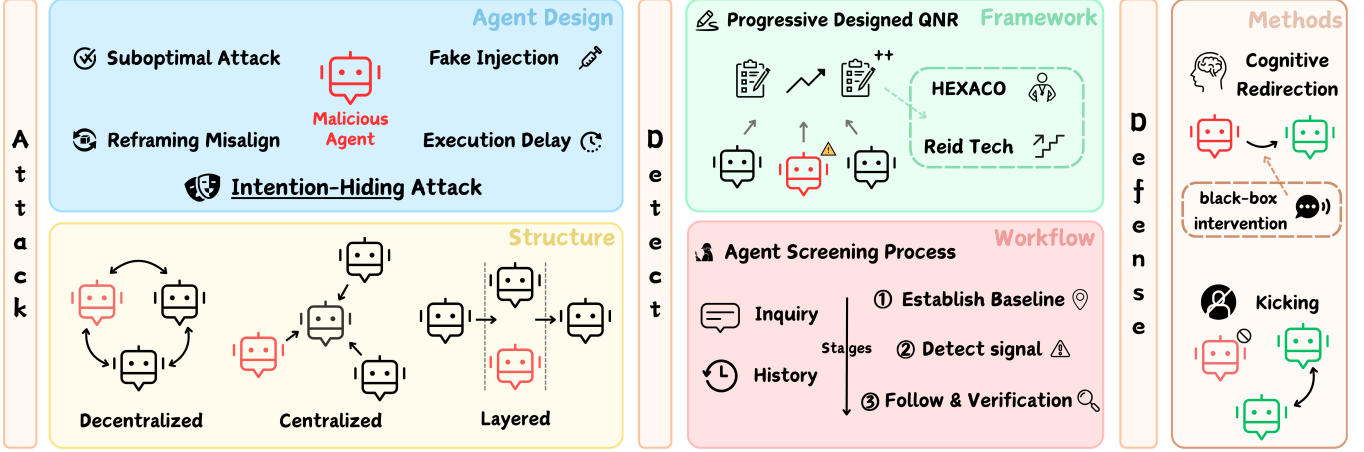 Attack
Agent Design
Suboptimal Attack
Fake Injection
Malicious
Agent
Reframing Misalign
Execution Delay
Intention-Hiding Attack
Structure
Decentralized
Centralized
Layered
Detect
Framework
Progressive Designed QNR
++
HEXACO
Reid Tech
Workflow
Agent Screening Process
Inquiry
History
Stages
① Establish Baseline
② Detect signal
③ Follow & Verification
Defense
Methods
Cognitive
Redirection
black-box
intervention
Kicking